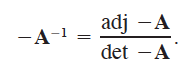 −A⁻¹ = adj −A / det −A.